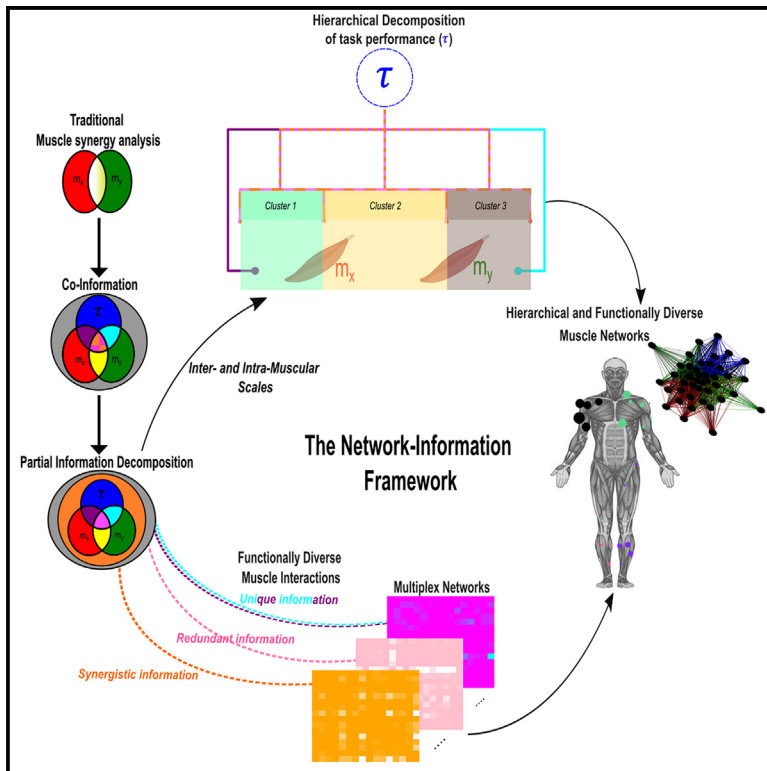 Hierarchical Decomposition
of task performance (τ)
τ
Traditional
Muscle synergy analysis
mx
my
Cluster 1
Cluster 2
Cluster 3
mx
my
Co-Information
τ
mx
my
Inter- and Intra-Muscular
Scales
Hierarchical and Functionally Diverse
Muscle Networks
The Network-Information
Framework
Partial Information Decomposition
τ
mx
my
Functionally Diverse
Muscle Interactions
Unique information
Multiplex Networks
Redundant information
Synergistic information
....
....